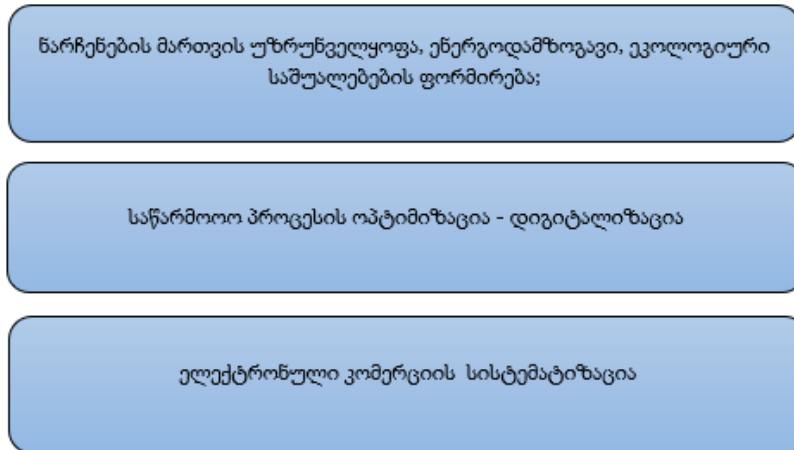 ნარჩენების მართვის უზრუნველყოფა, ენერგოდამზოგავი, ეკოლოგიური
საშუალებების ფორმირება;
საწარმოოო პროცესის ოპტიმიზაცია - დიგიტალიზაცია
ელექტრონული კომერციის სისტემატიზაცია